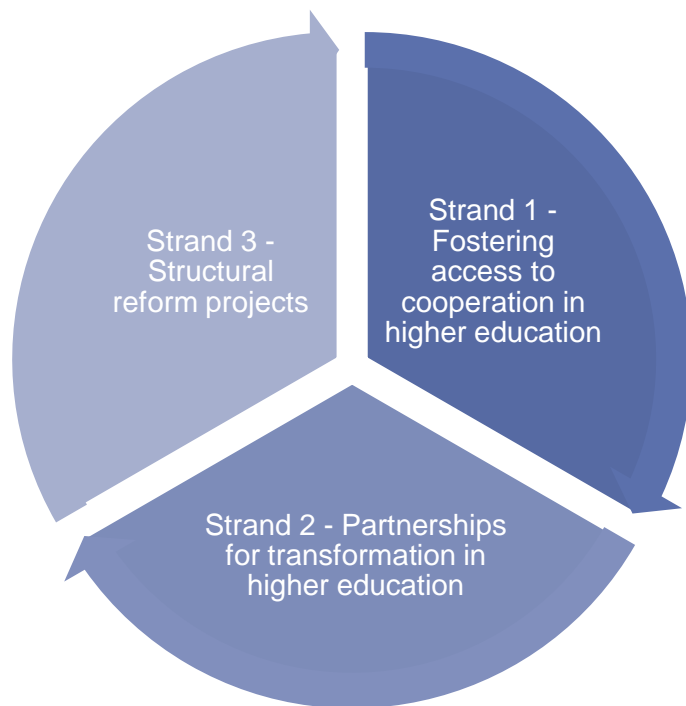 Strand 1 -
Fostering
access to
cooperation in
higher education
Strand 2 - Partnerships
for transformation in
higher education
Strand 3 -
Structural
reform projects